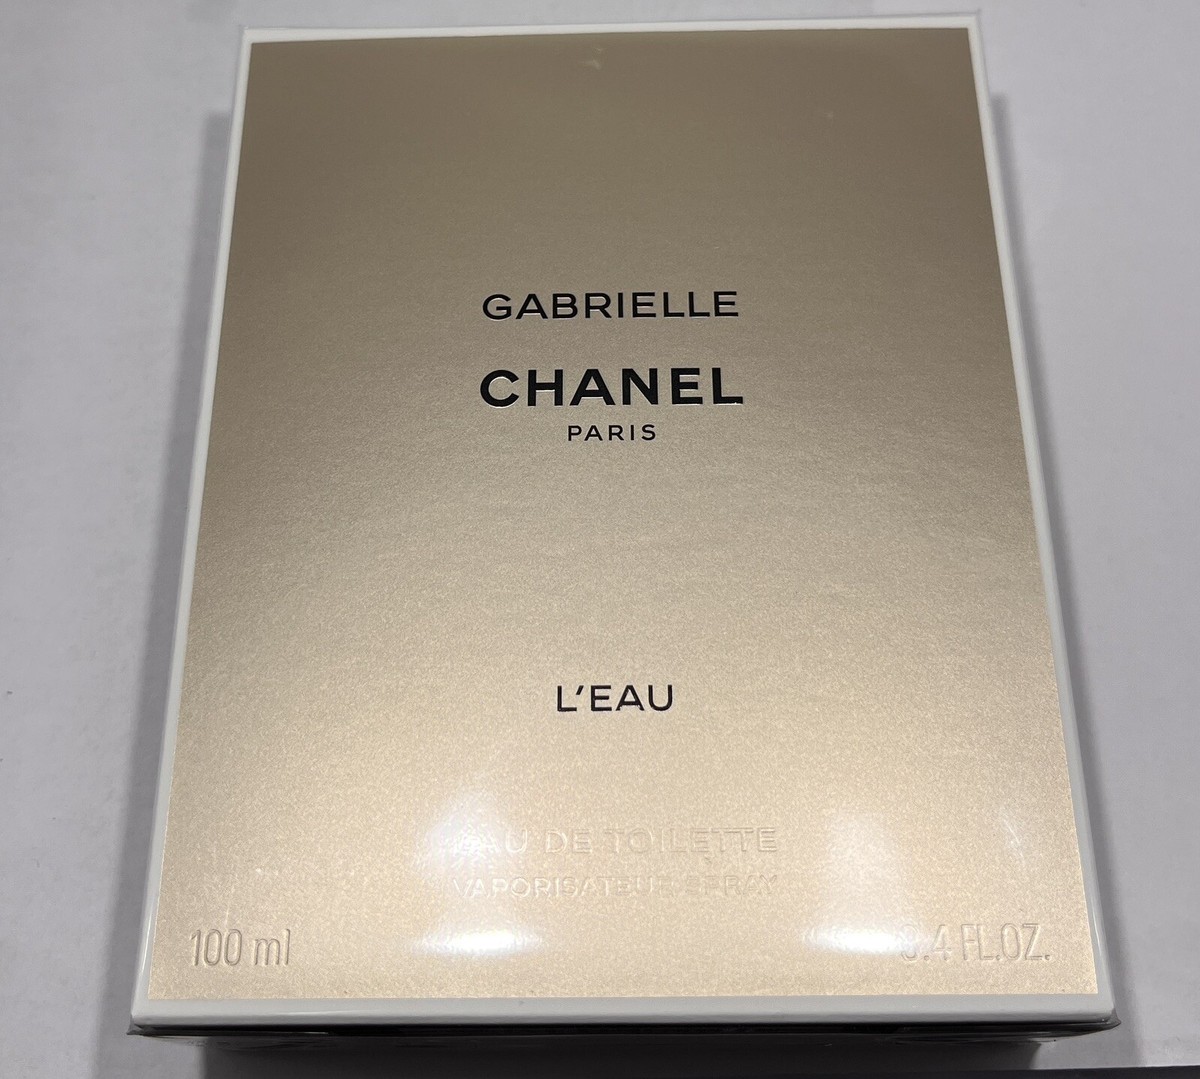 GABRIELLE
CHANEL
PARIS
L'EAU
EAU DE TOILETTE
VAPORISATEUR SPRAY
100 ml
3.4 FL.OZ.